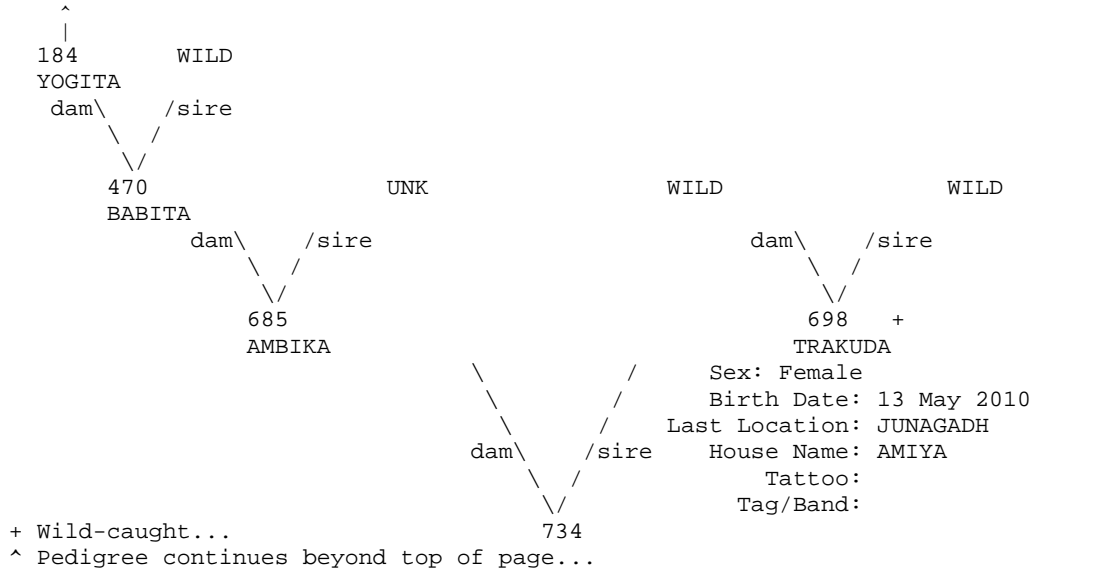 ^
|
184 WILD
YOGITA
dam\ /sire
\ /
\/
470 UNK WILD WILD
BABITA
dam\ /sire dam\ /sire
\ / \ /
\/ \/
685 698 +
AMBIKA TRAKUDA
\ / Sex: Female
\ / Birth Date: 13 May 2010
\ / Last Location: JUNAGADH
dam\ /sire House Name: AMIYA
\ / Tattoo:
\/ Tag/Band:
+ Wild-caught... 734
^ Pedigree continues beyond top of page...